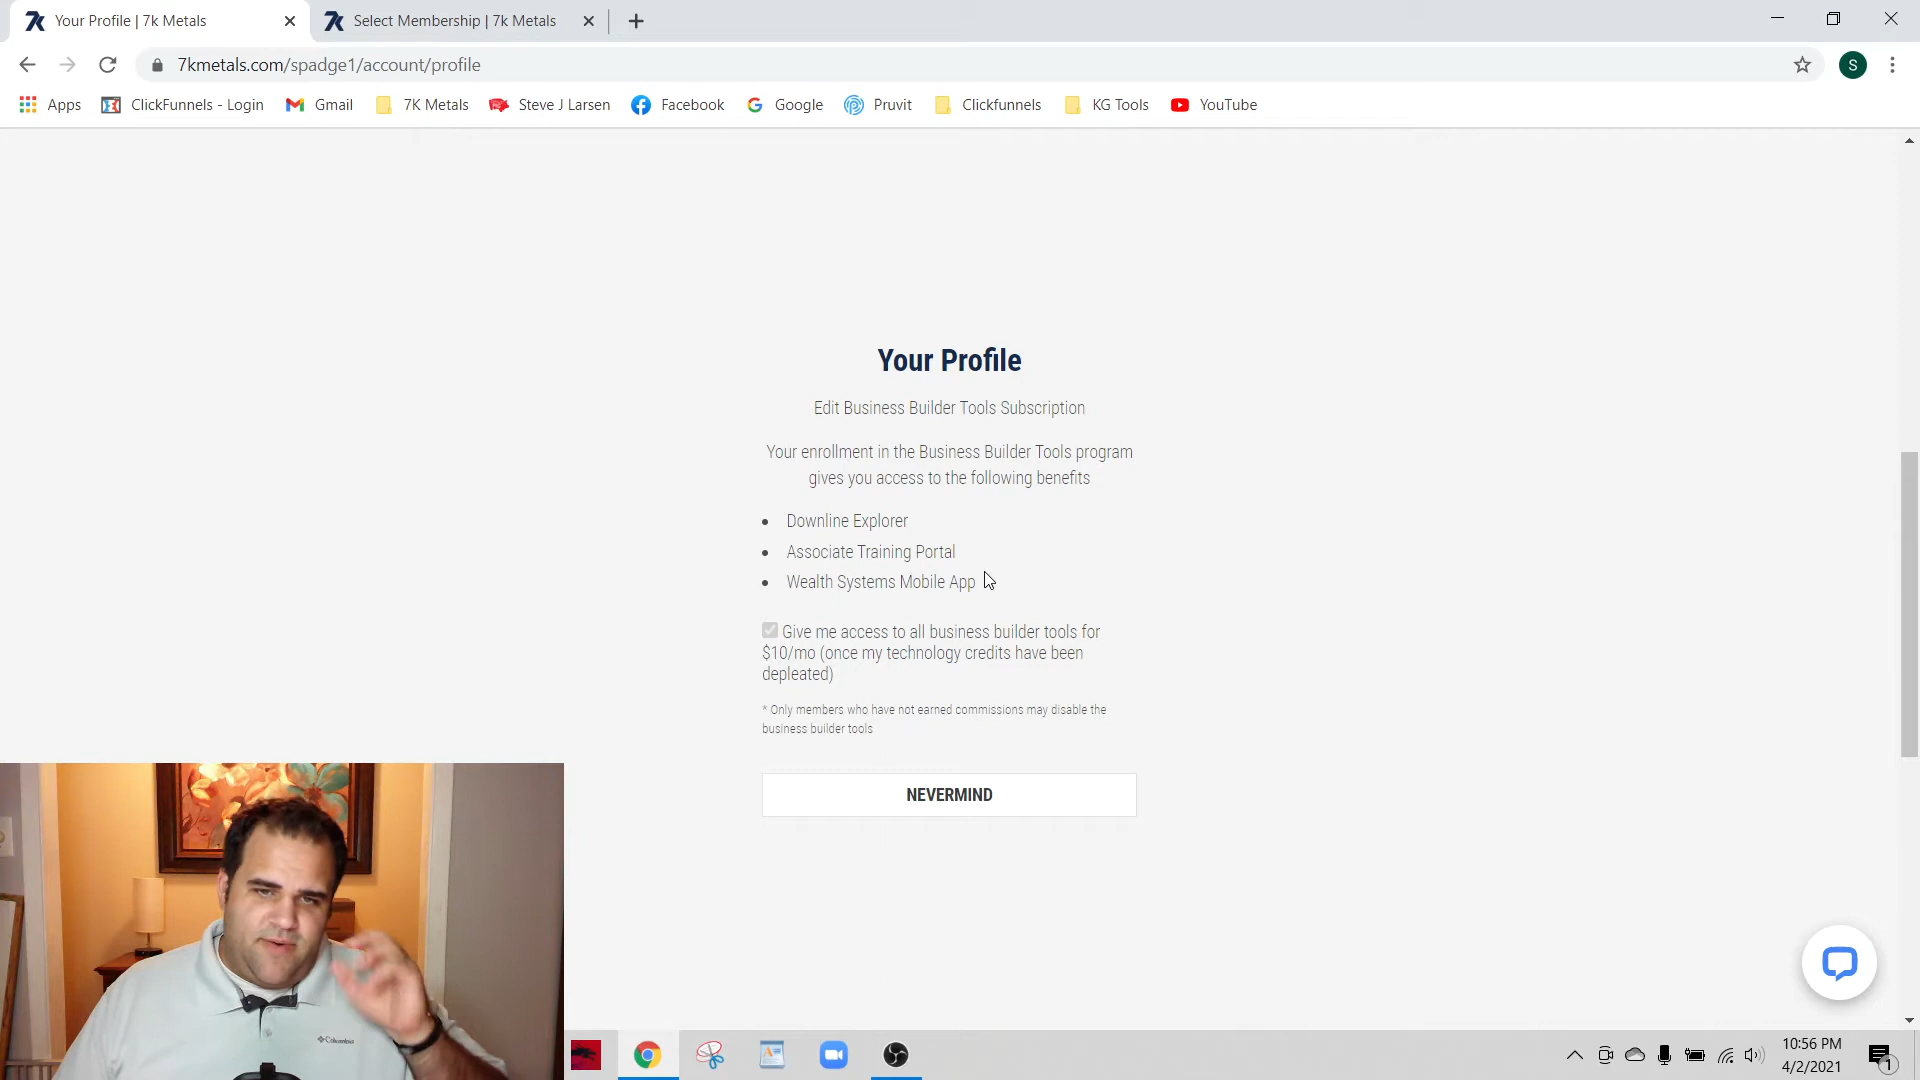 Your Profile | 7k Metals
Select Membership | 7k Metals
7kmetals.com/spadge1/account/profile
S
Apps
ClickFunnels - Login
Gmail
7K Metals
Steve J Larsen
Facebook
Google
Pruvit
Clickfunnels
KG Tools
YouTube
Your Profile
Edit Business Builder Tools Subscription
Your enrollment in the Business Builder Tools program
gives you access to the following benefits
Downline Explorer
Associate Training Portal
Wealth Systems Mobile App
Give me access to all business builder tools for
$10/mo (once my technology credits have been
depleated)
* Only members who have not earned commissions may disable the
business builder tools
NEVERMIND
Columbia
10:56 PM
4/2/2021
1